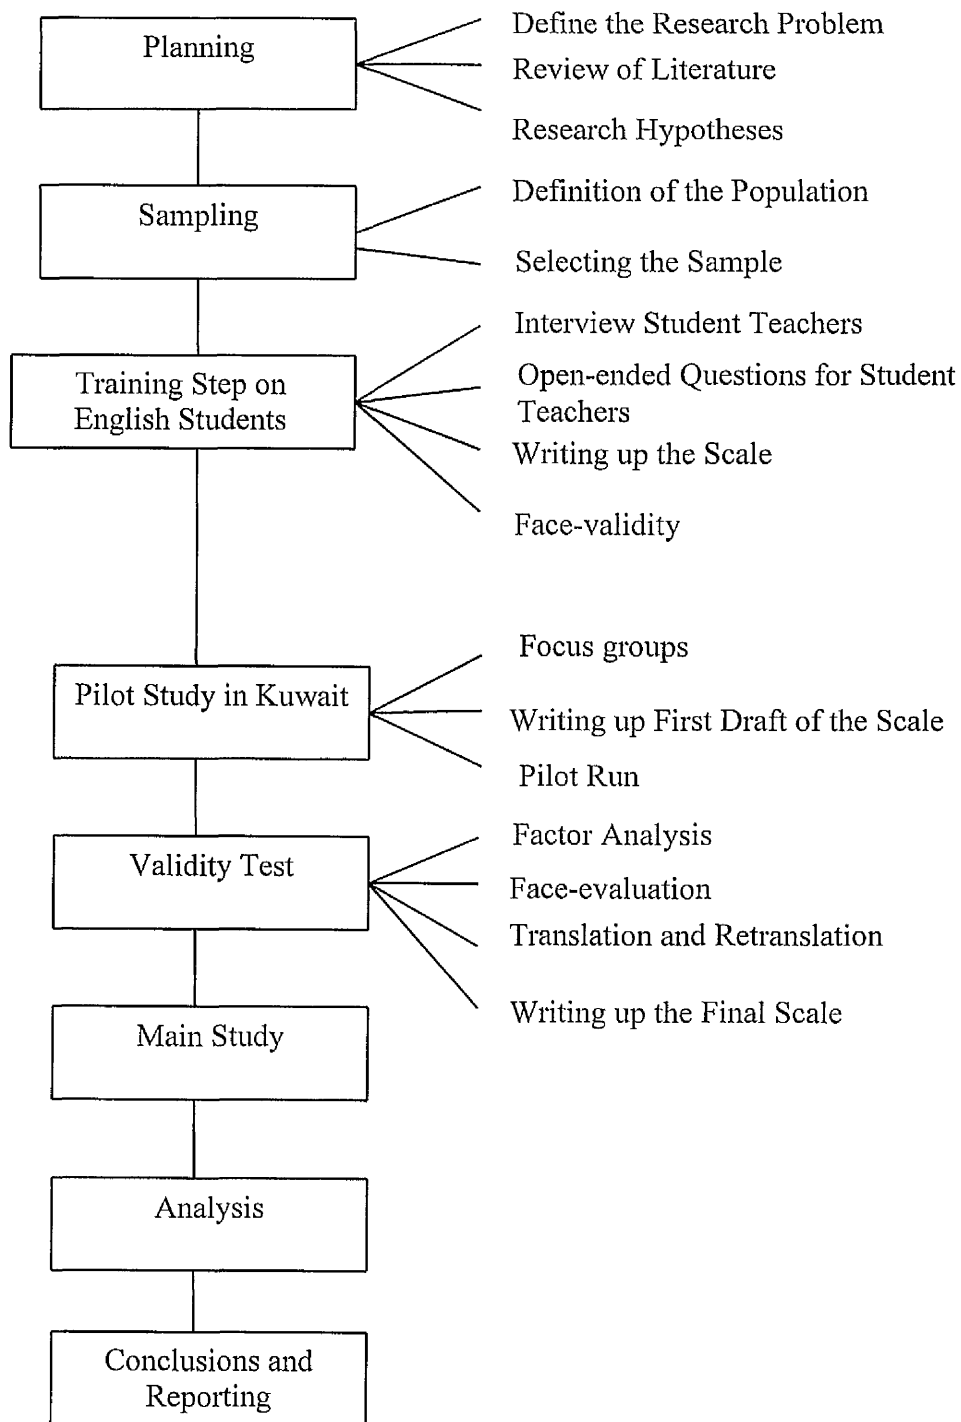 Planning
Define the Research Problem
Review of Literature
Research Hypotheses
Sampling
Definition of the Population
Selecting the Sample
Training Step on
English Students
Interview Student Teachers
Open-ended Questions for Student
Teachers
Writing up the Scale
Face-validity
Pilot Study in Kuwait
Focus groups
Writing up First Draft of the Scale
Pilot Run
Validity Test
Factor Analysis
Face-evaluation
Translation and Retranslation
Writing up the Final Scale
Main Study
Analysis
Conclusions and
Reporting